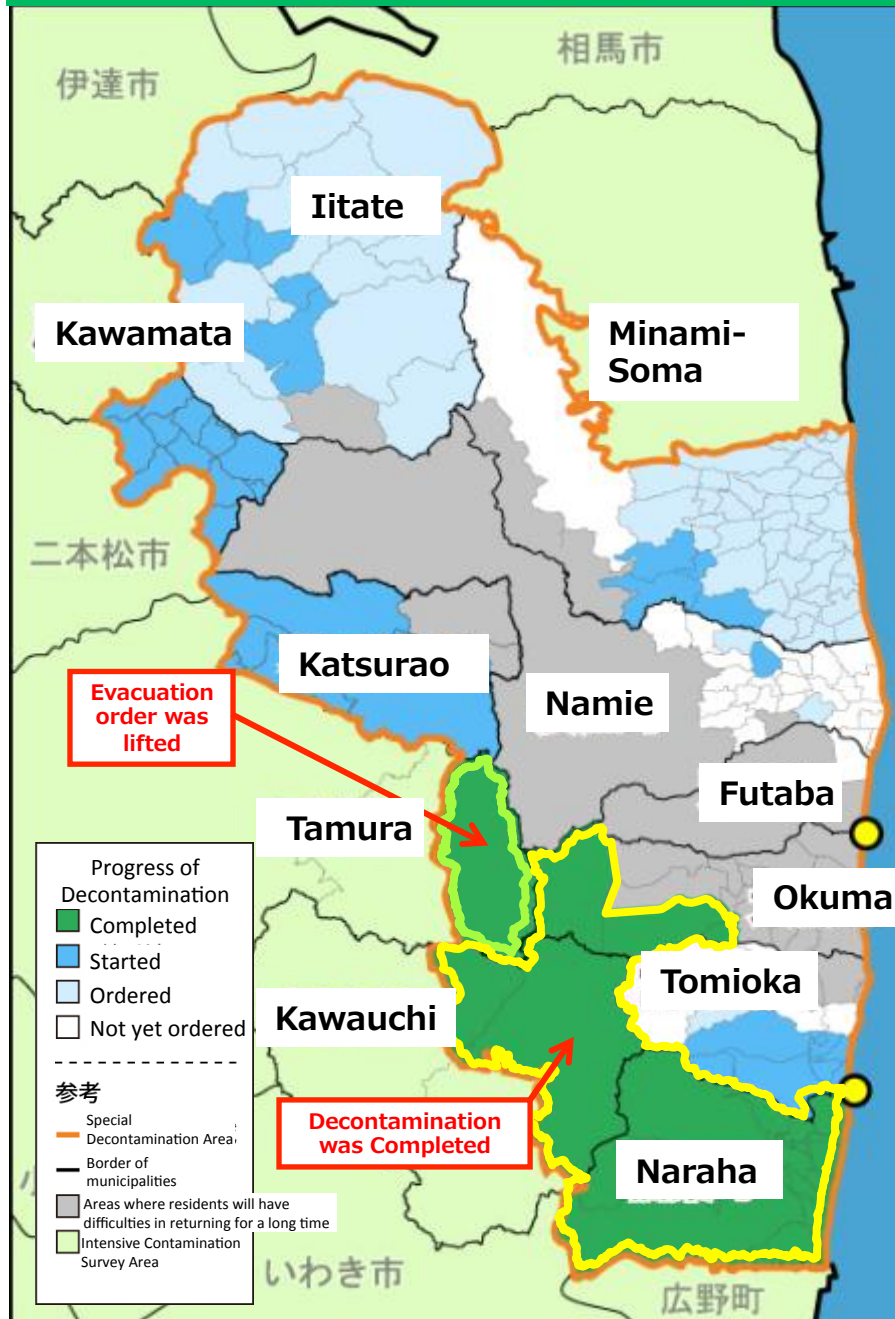 相馬市
伊達市
Iitate
Kawamata
Minami-
Soma
二本松市
Katsurao
Evacuation
order was
lifted
Namie
Futaba
Tamura
Okuma
Progress of
Decontamination
Completed
Started
Ordered
Not yet ordered
Tomioka
Kawauchi
参考
Special
Decontamination Area
Border of
municipalities
Areas where residents will have
difficulties in returning for a long time
Intensive Contamination
Survey Area
Decontamination
was Completed
Naraha
いわき市
広野町